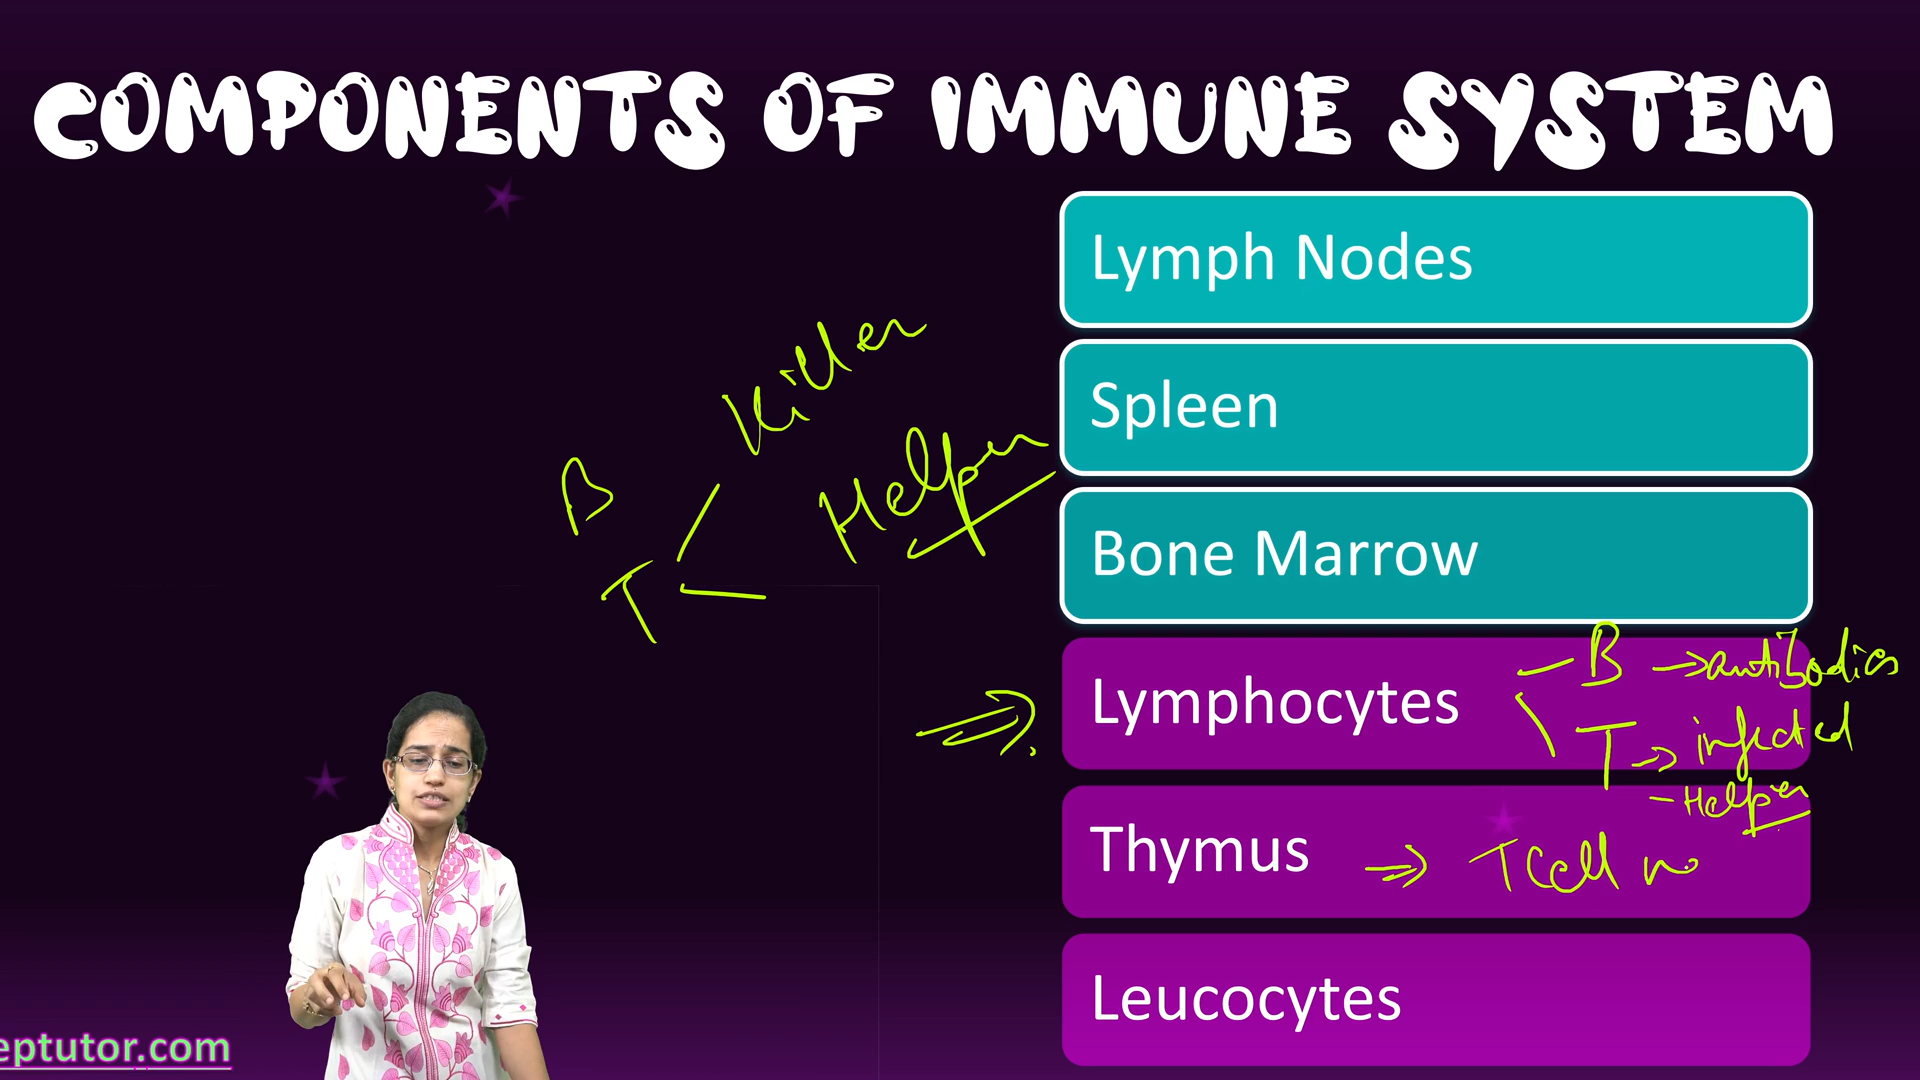 COMPONENTS OF IMMUNE SYSTEM
Lymph Nodes
Killer
Spleen
Helper
B
T
Bone Marrow
Lymphocytes
B → antibodies
T → infected
- Helper
Thymus ⇒ T Cell
Leucocytes
eptutor.com